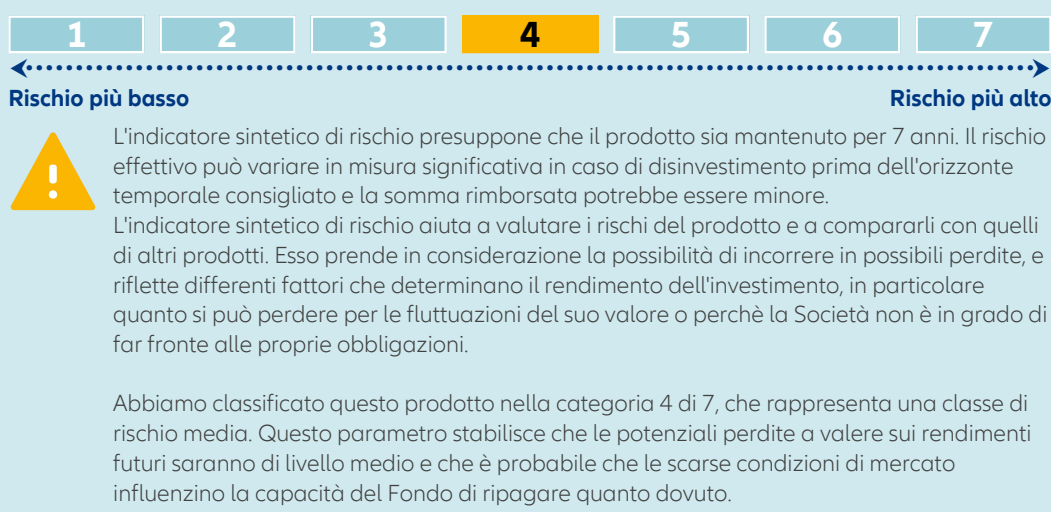 1 2 3 4 5 6 7
Rischio più basso Rischio più alto
L'indicatore sintetico di rischio presuppone che il prodotto sia mantenuto per 7 anni. Il rischio
effettivo può variare in misura significativa in caso di disinvestimento prima dell'orizzonte
temporale consigliato e la somma rimborsata potrebbe essere minore.
L'indicatore sintetico di rischio aiuta a valutare i rischi del prodotto e a compararli con quelli
di altri prodotti. Esso prende in considerazione la possibilità di incorrere in possibili perdite, e
riflette differenti fattori che determinano il rendimento dell'investimento, in particolare
quanto si può perdere per le fluttuazioni del suo valore o perchè la Società non è in grado di
far fronte alle proprie obbligazioni.
Abbiamo classificato questo prodotto nella categoria 4 di 7, che rappresenta una classe di
rischio media. Questo parametro stabilisce che le potenziali perdite a valere sui rendimenti
futuri saranno di livello medio e che è probabile che le scarse condizioni di mercato
influenzino la capacità del Fondo di ripagare quanto dovuto.